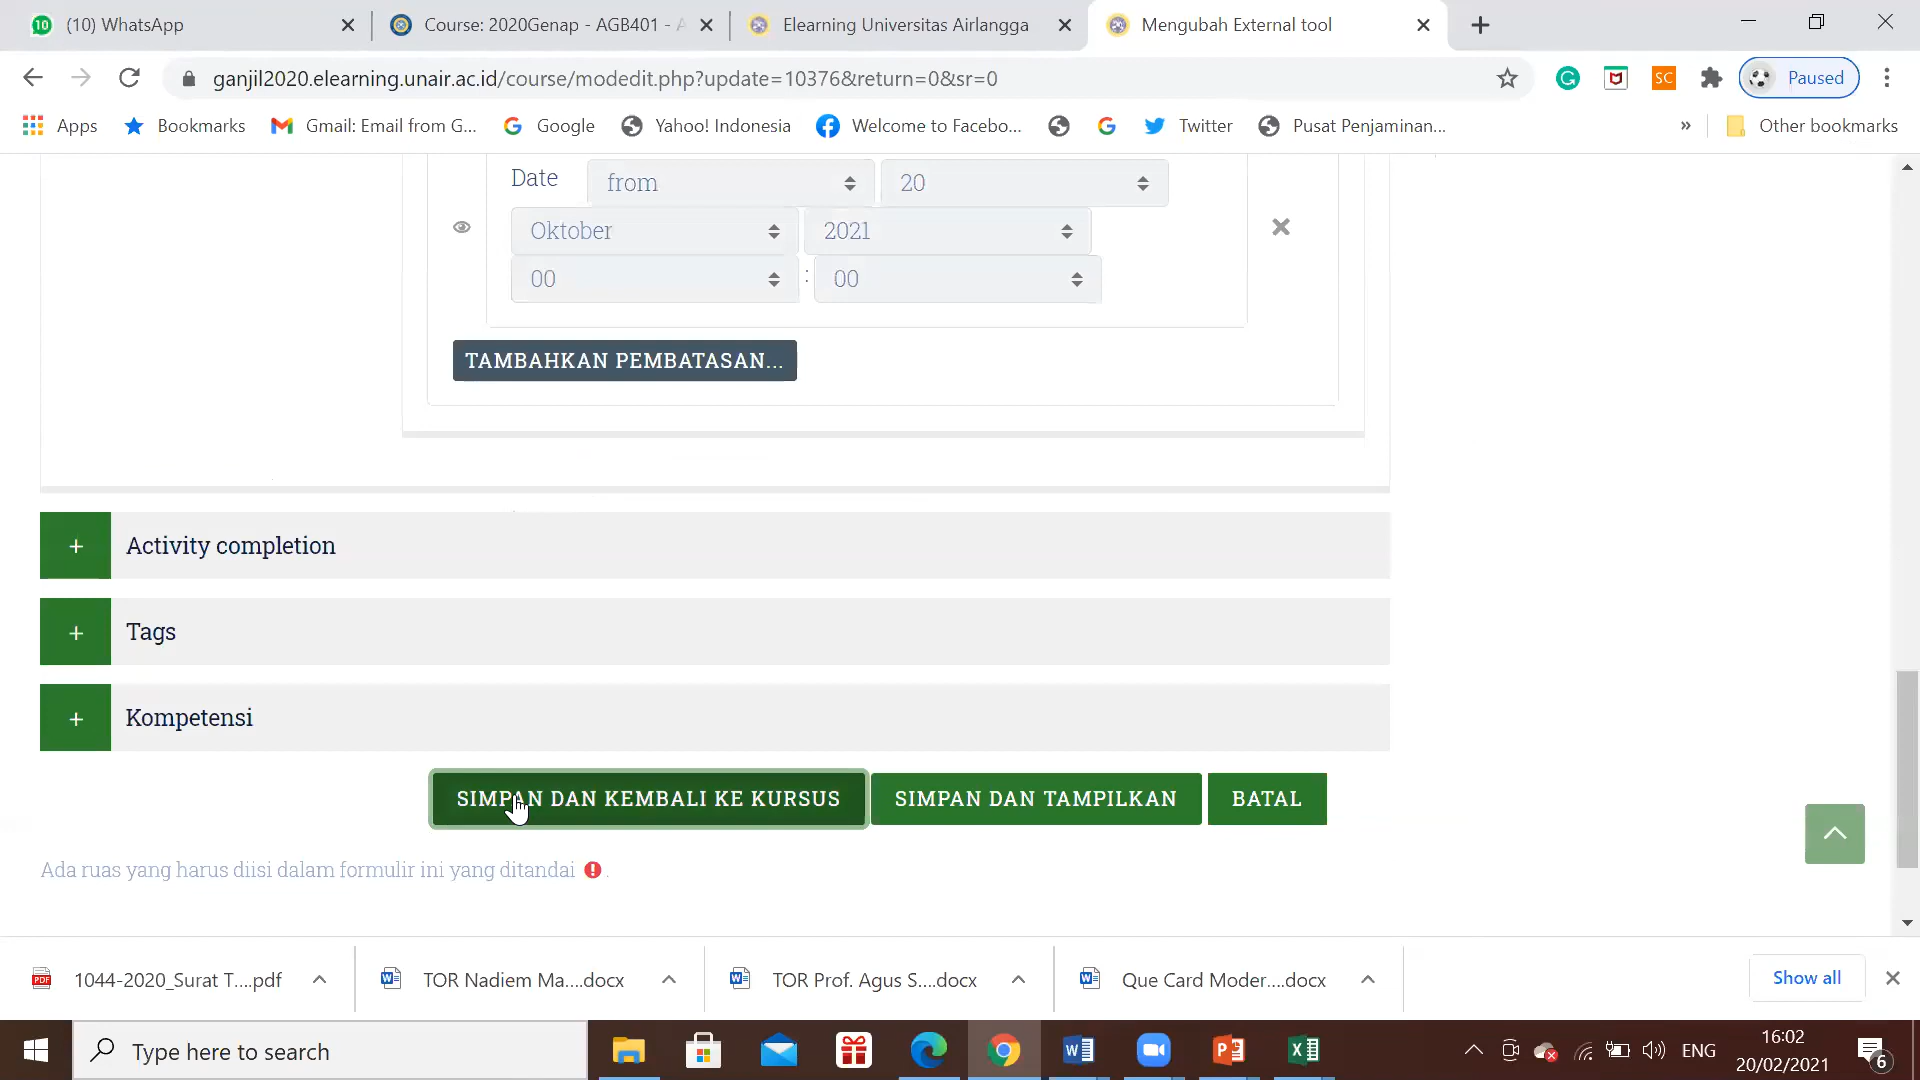 (10) WhatsApp
Course: 2020Genap - AGB401 - A
Elearning Universitas Airlangga
Mengubah External tool
ganjil2020.elearning.unair.ac.id/course/modedit.php?update=10376&return=0&sr=0
SC
Paused
Apps
Bookmarks
Gmail: Email from G...
Google
Yahoo! Indonesia
Welcome to Facebo...
Twitter
Pusat Penjaminan...
»
Other bookmarks
Date from 20
Oktober 2021
00 : 00
TAMBAHKAN PEMBATASAN...
+ Activity completion
+ Tags
+ Kompetensi
SIMPAN DAN KEMBALI KE KURSUS
SIMPAN DAN TAMPILKAN
BATAL
Ada ruas yang harus diisi dalam formulir ini yang ditandai .
1044-2020_Surat T....pdf
TOR Nadiem Ma....docx
TOR Prof. Agus S....docx
Que Card Moder....docx
Show all
Type here to search
ENG
16:02
20/02/2021
6